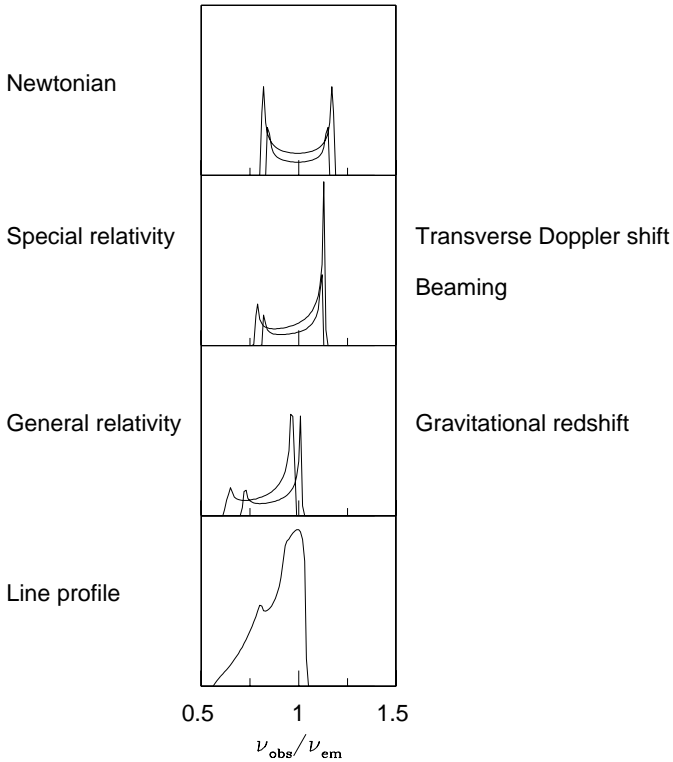 Newtonian
Special relativity
Transverse Doppler shift
Beaming
General relativity
Gravitational redshift
Line profile
0.5 1 1.5
ν_obs/ν_em